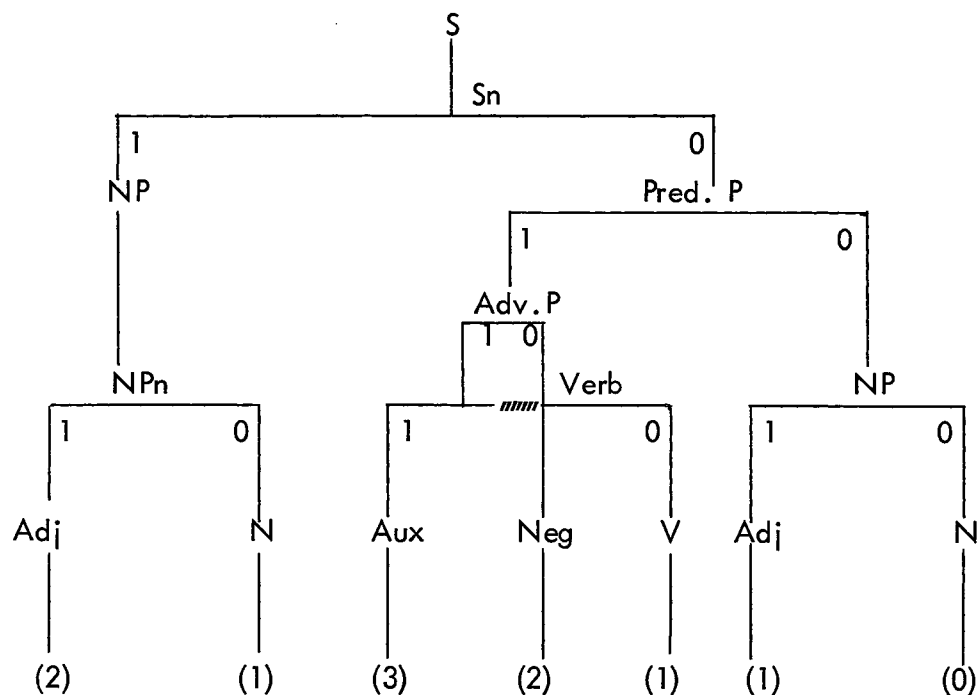 S
Sn
1 0
NP Pred. P
1 0
Adv.P
1 0
NPn Verb NP
1 0 1 0 1 0
Adj N Aux Neg V Adj N
(2) (1) (3) (2) (1) (1) (0)